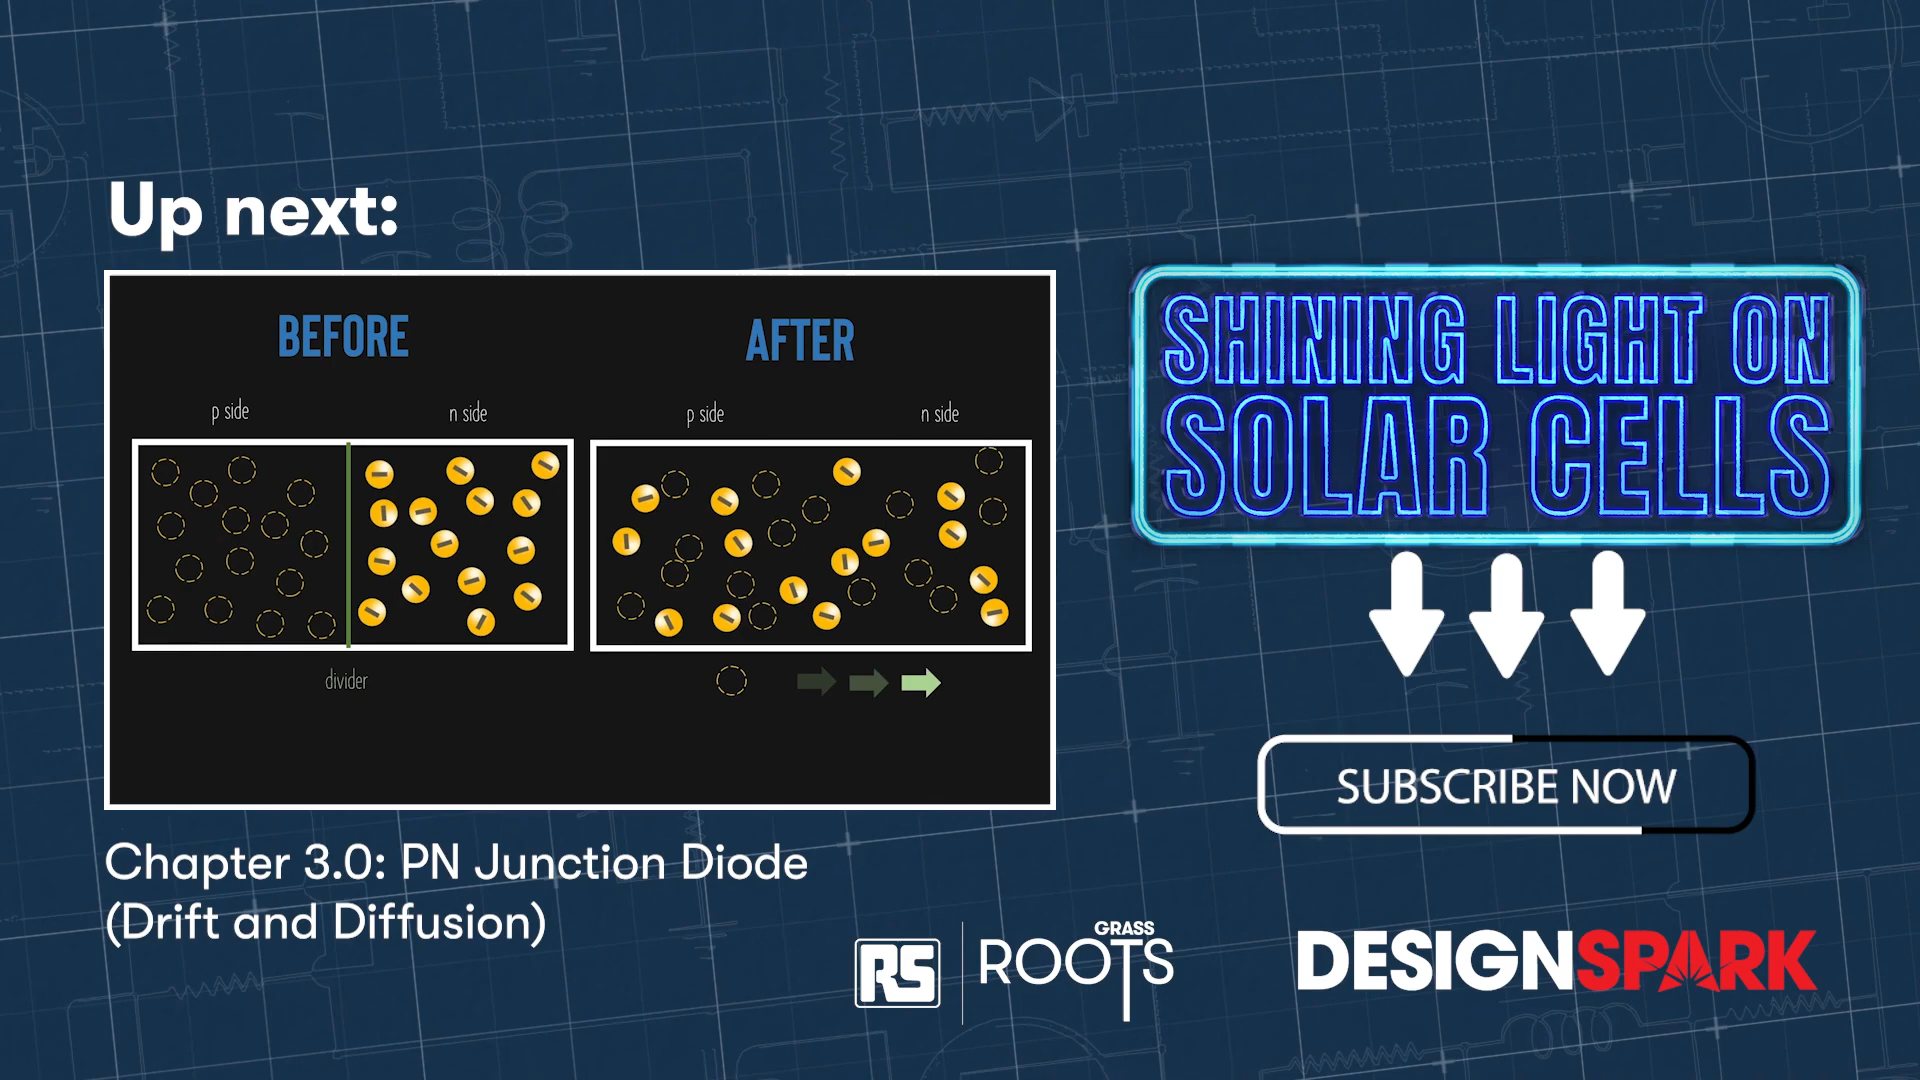 Up next:
BEFORE
AFTER
p side
n side
p side
n side
divider
Chapter 3.0: PN Junction Diode
(Drift and Diffusion)
SHINING LIGHT ON
SOLAR CELLS
SUBSCRIBE NOW
RS
GRASS
ROOTS
DESIGNSPARK